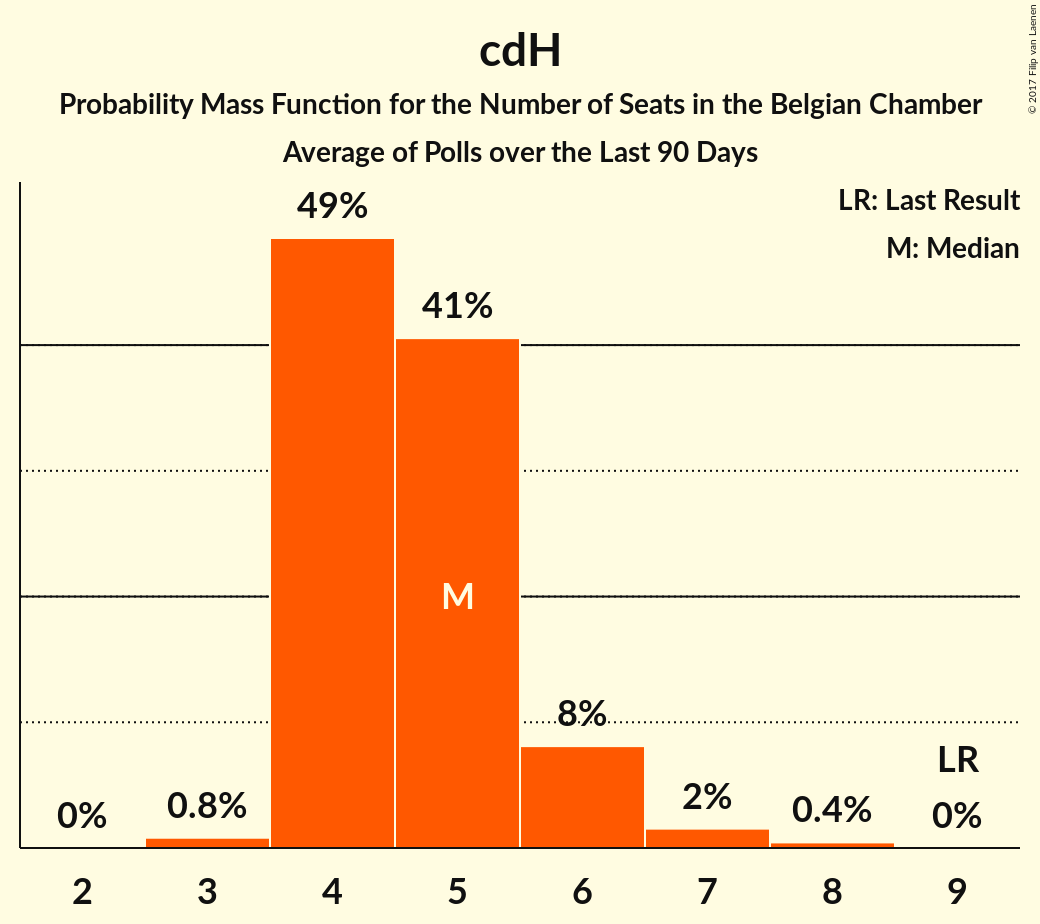 cdH
Probability Mass Function for the Number of Seats in the Belgian Chamber
Average of Polls over the Last 90 Days
© 2017 Filip van Laenen
LR: Last Result
M: Median
49%
41%
M
8%
LR
0%
0.8%
2%
0.4%
0%
2 3 4 5 6 7 8 9